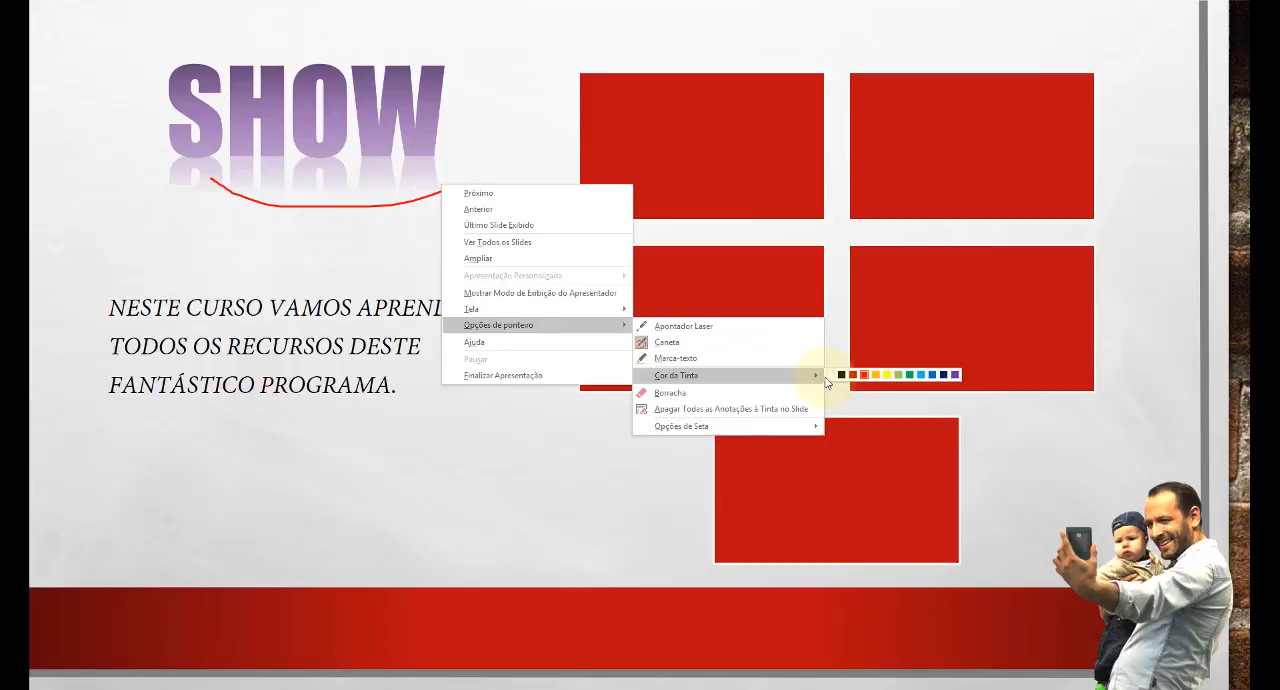 SHOW
NESTE CURSO VAMOS APREND
TODOS OS RECURSOS DESTE
FANTÁSTICO PROGRAMA.
Próximo
Anterior
Último Slide Exibido
Ver Todos os Slides
Ampliar
Apresentação Personalizada
Mostrar Modo de Exibição do Apresentador
Tela
Opções de ponteiro
Ajuda
Pausar
Finalizar Apresentação
Apontador Laser
Caneta
Marca-texto
Cor da Tinta
Borracha
Apagar Todas as Anotações à Tinta no Slide
Opções de Seta